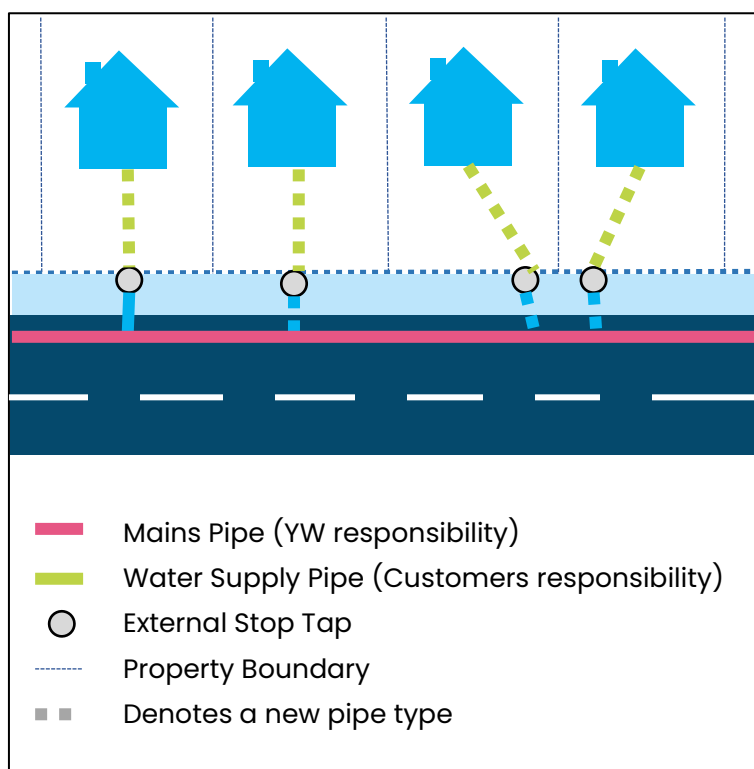 Mains Pipe (YW responsibility)
Water Supply Pipe (Customers responsibility)
External Stop Tap
Property Boundary
Denotes a new pipe type